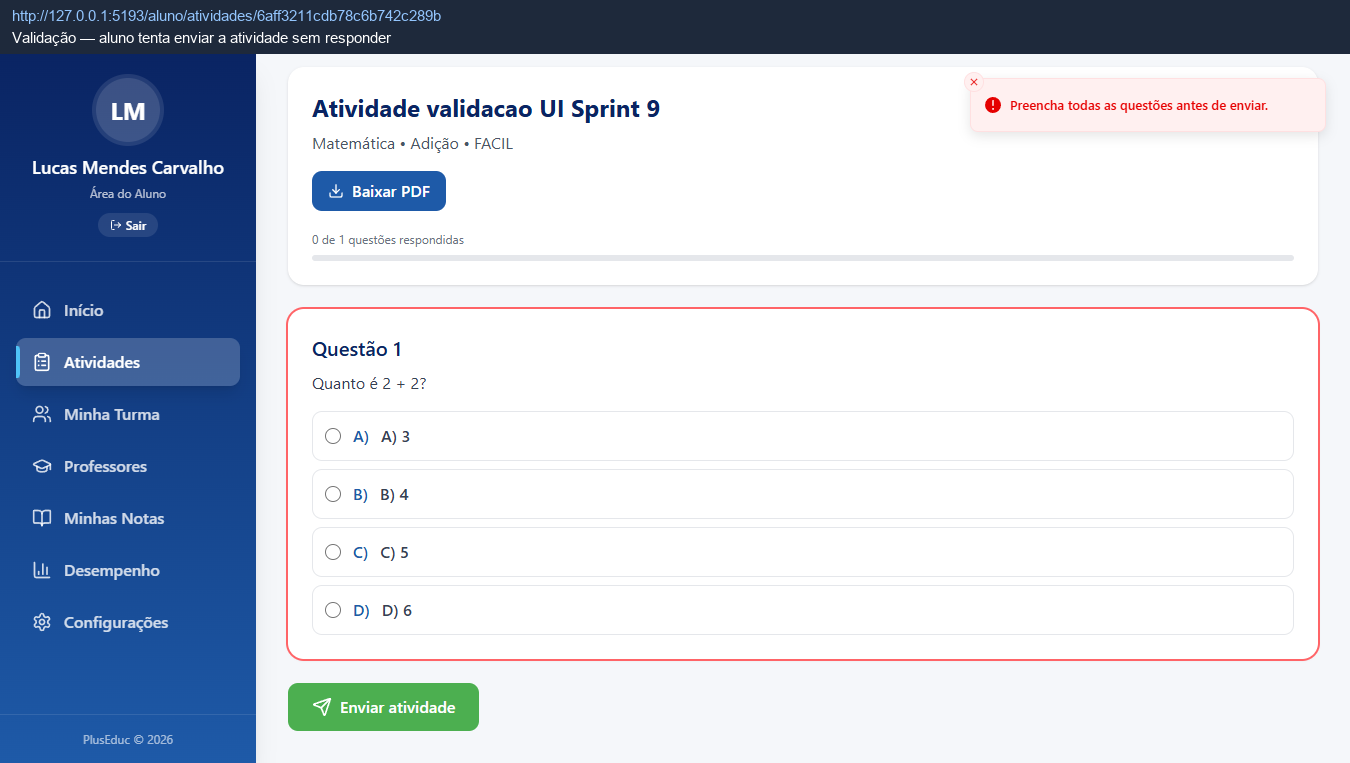 http://127.0.0.1:5193/aluno/atividades/6aff3211cdb78c6b742c289b
Validação — aluno tenta enviar a atividade sem responder
LM
Lucas Mendes Carvalho
Área do Aluno
Sair
Início
Atividades
Minha Turma
Professores
Minhas Notas
Desempenho
Configurações
PlusEduc © 2026
Atividade validacao UI Sprint 9
Matemática • Adição • FACIL
Baixar PDF
0 de 1 questões respondidas
Preencha todas as questões antes de enviar.
Questão 1
Quanto é 2 + 2?
A) A) 3
B) B) 4
C) C) 5
D) D) 6
Enviar atividade